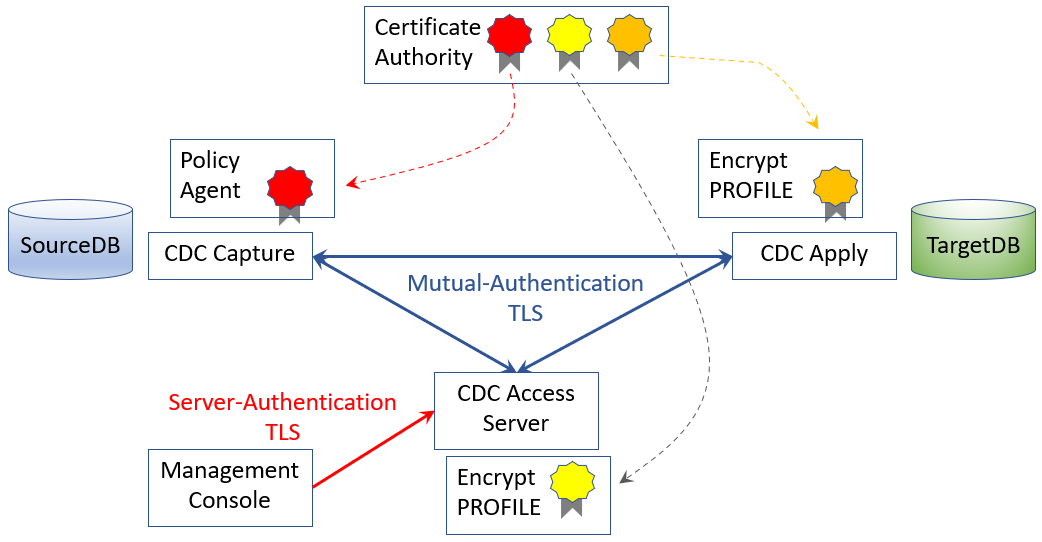 Certificate
Authority
Policy
Agent
Encrypt
PROFILE
SourceDB
CDC Capture
CDC Apply
TargetDB
Mutual-Authentication
TLS
CDC Access
Server
Server-Authentication
TLS
Management
Console
Encrypt
PROFILE